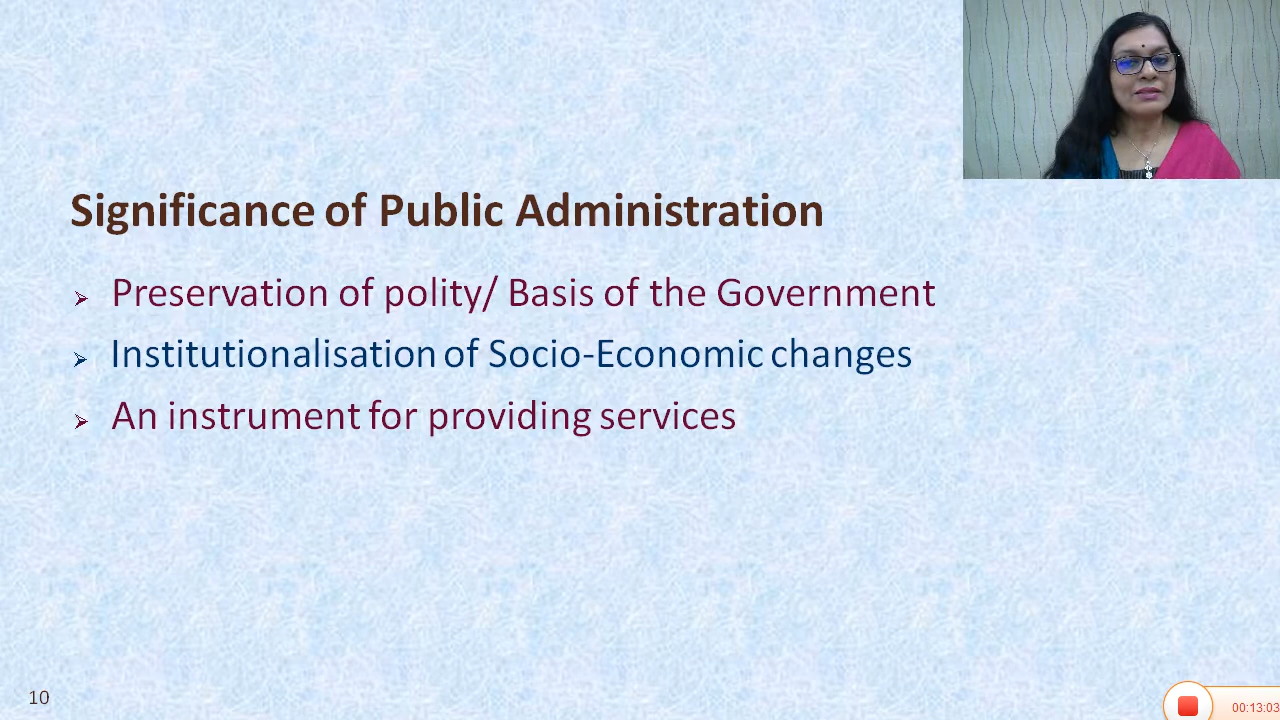 Significance of Public Administration
Preservation of polity/ Basis of the Government
Institutionalisation of Socio-Economic changes
An instrument for providing services
10
00:13:03